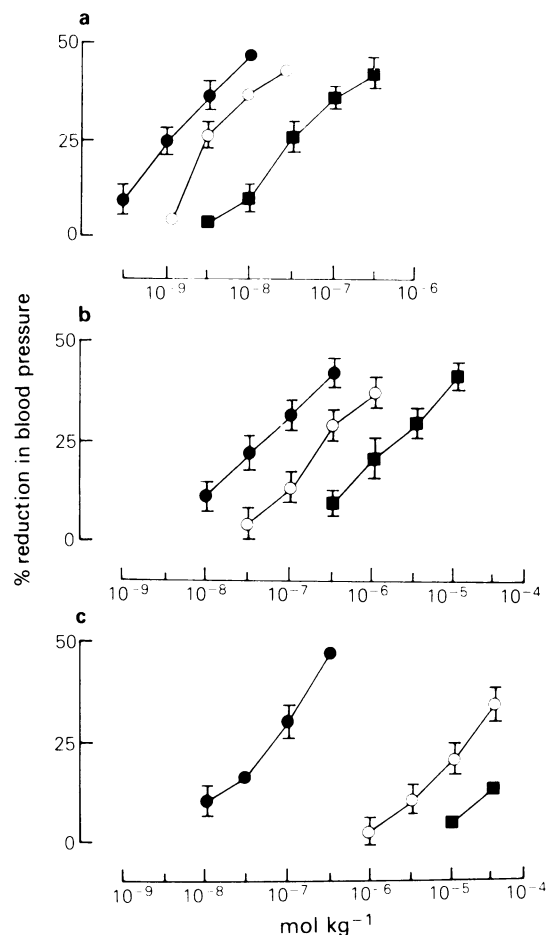 a
50
25
0
10⁻⁹ 10⁻⁸ 10⁻⁷ 10⁻⁶
b
50
25
0
10⁻⁹ 10⁻⁸ 10⁻⁷ 10⁻⁶ 10⁻⁵ 10⁻⁴
c
50
25
0
10⁻⁹ 10⁻⁸ 10⁻⁷ 10⁻⁶ 10⁻⁵ 10⁻⁴
mol kg⁻¹
% reduction in blood pressure